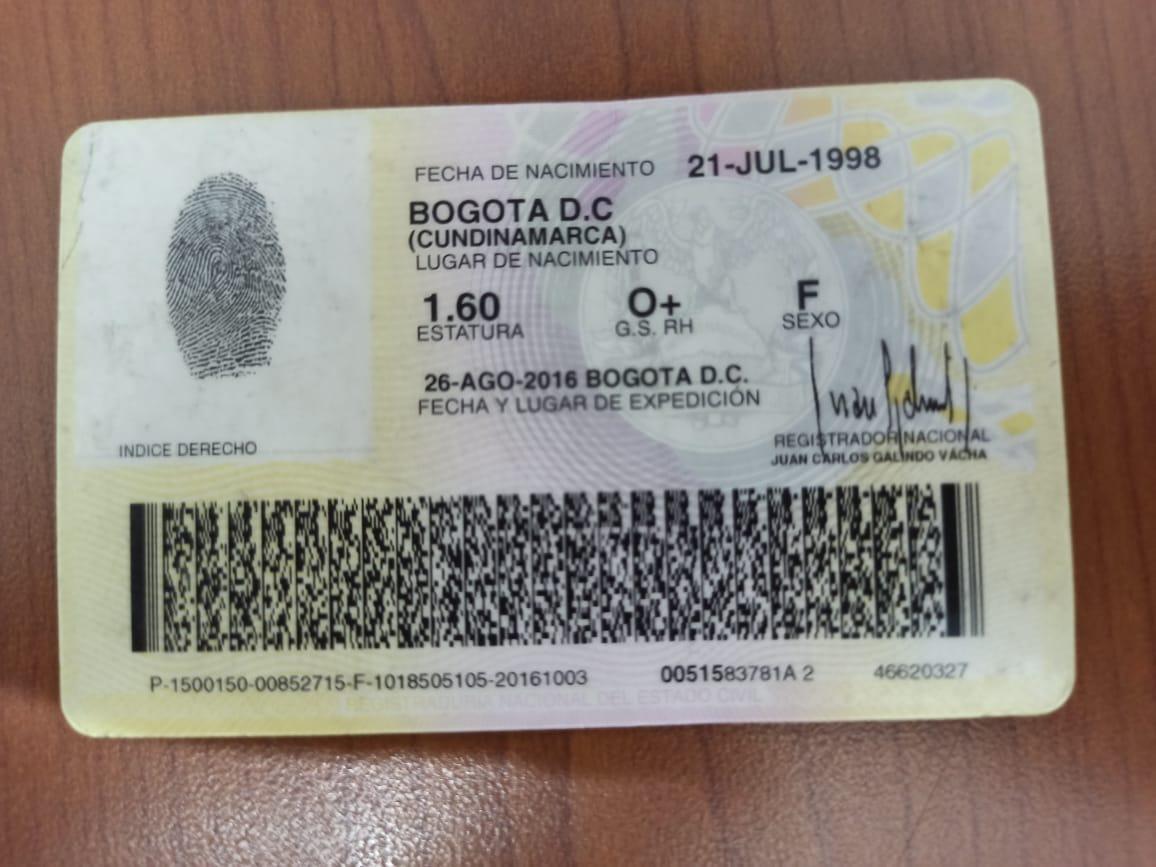 FECHA DE NACIMIENTO 21-JUL-1998
BOGOTA D.C
(CUNDINAMARCA)
LUGAR DE NACIMIENTO
1.60 O+ F
ESTATURA G.S. RH SEXO
26-AGO-2016 BOGOTA D.C.
FECHA Y LUGAR DE EXPEDICIÓN
INDICE DERECHO
REGISTRADOR NACIONAL
JUAN CARLOS GALINDO VÁCHA
P-1500150-00852715-F-1018505105-20161003 0051583781A 2 46620327
REGISTRADURIA NACIONAL DEL ESTADO CIVIL